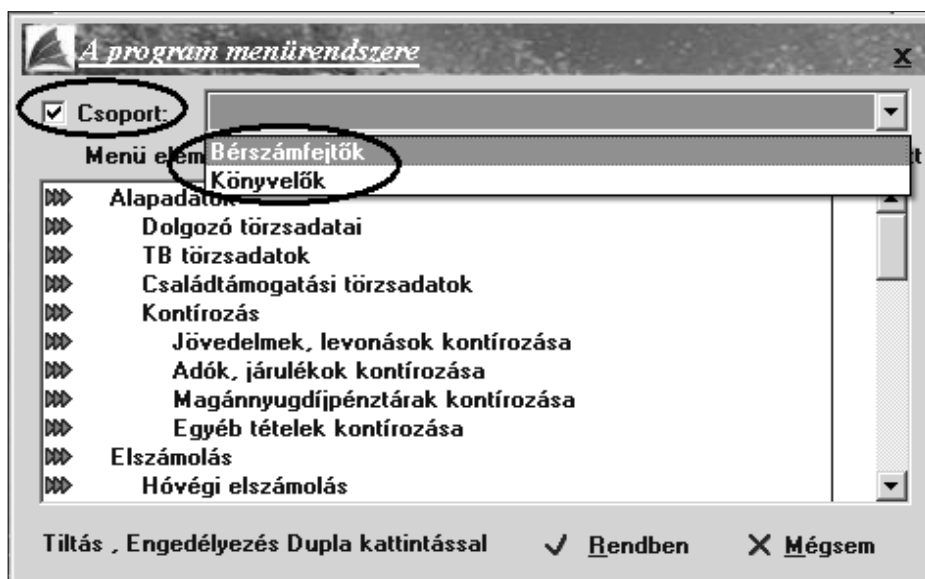 A program menürendszere
x
Csoport:
Bérszámfejtők
Menü elem
Könyvelők
Alapadatok
Dolgozó törzsadatai
TB törzsadatok
Családtámogatási törzsadatok
Kontírozás
Jövedelmek, levonások kontírozása
Adók, járulékok kontírozása
Magánnyugdíjpénztárak kontírozása
Egyéb tételek kontírozása
Elszámolás
Hóvégi elszámolás
Tiltás , Engedélyezés Dupla kattintással Rendben Mégsem